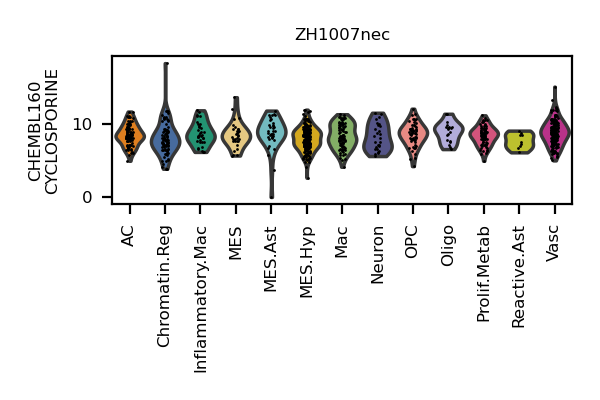 ZH1007nec
CHEMBL160
CYCLOSPORINE
10
0
AC
Chromatin.Reg
Inflammatory.Mac
MES
MES.Ast
MES.Hyp
Mac
Neuron
OPC
Oligo
Prolif.Metab
Reactive.Ast
Vasc